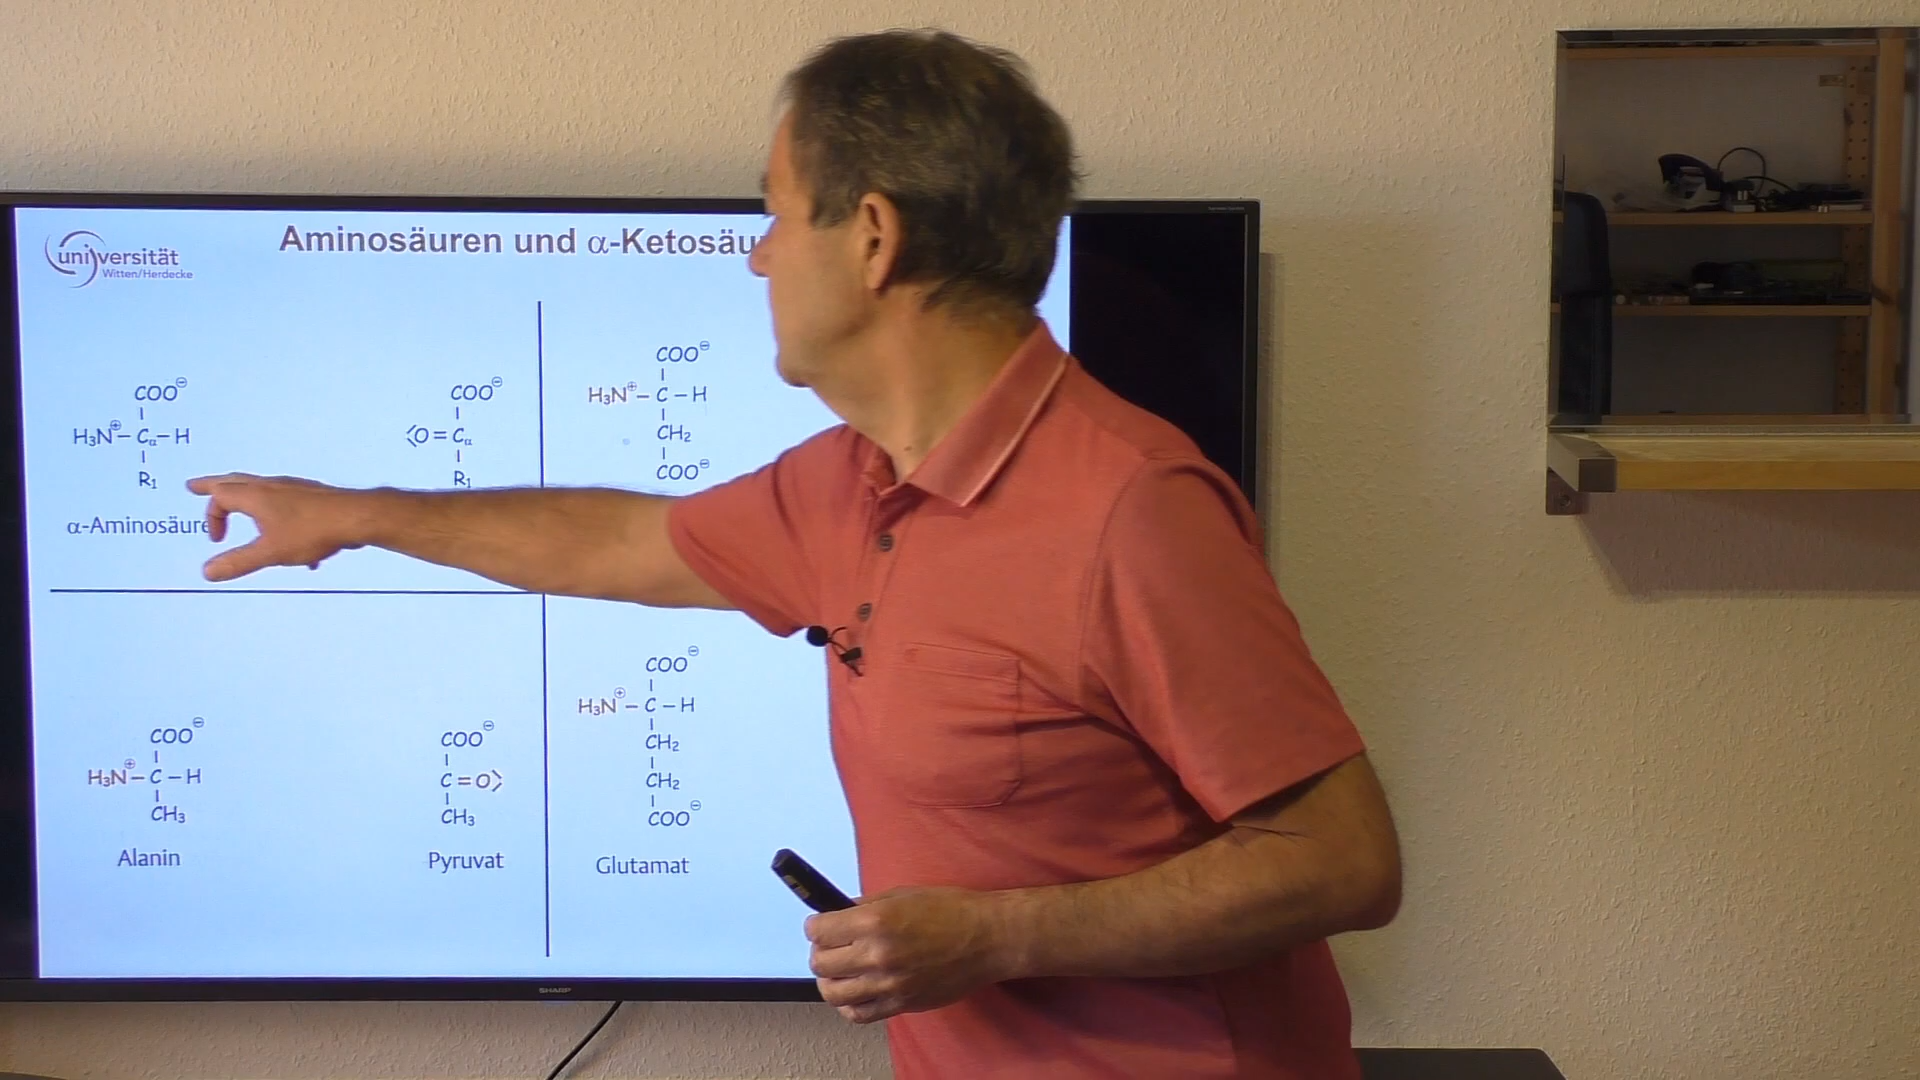 universität
Witten/Herdecke
Aminosäuren und α-Ketosäu
COO⊖
H₃N⊕–Cα–H
R₁
α-Aminosäure
COO⊖
⟨O=Cα
R₁
COO⊖
H₃N⊕–C–H
CH₂
COO⊖
COO⊖
H₃N⊕–C–H
CH₃
Alanin
COO⊖
C=O⟩
CH₃
Pyruvat
COO⊖
H₃N⊕–C–H
CH₂
CH₂
COO⊖
Glutamat
SHARP